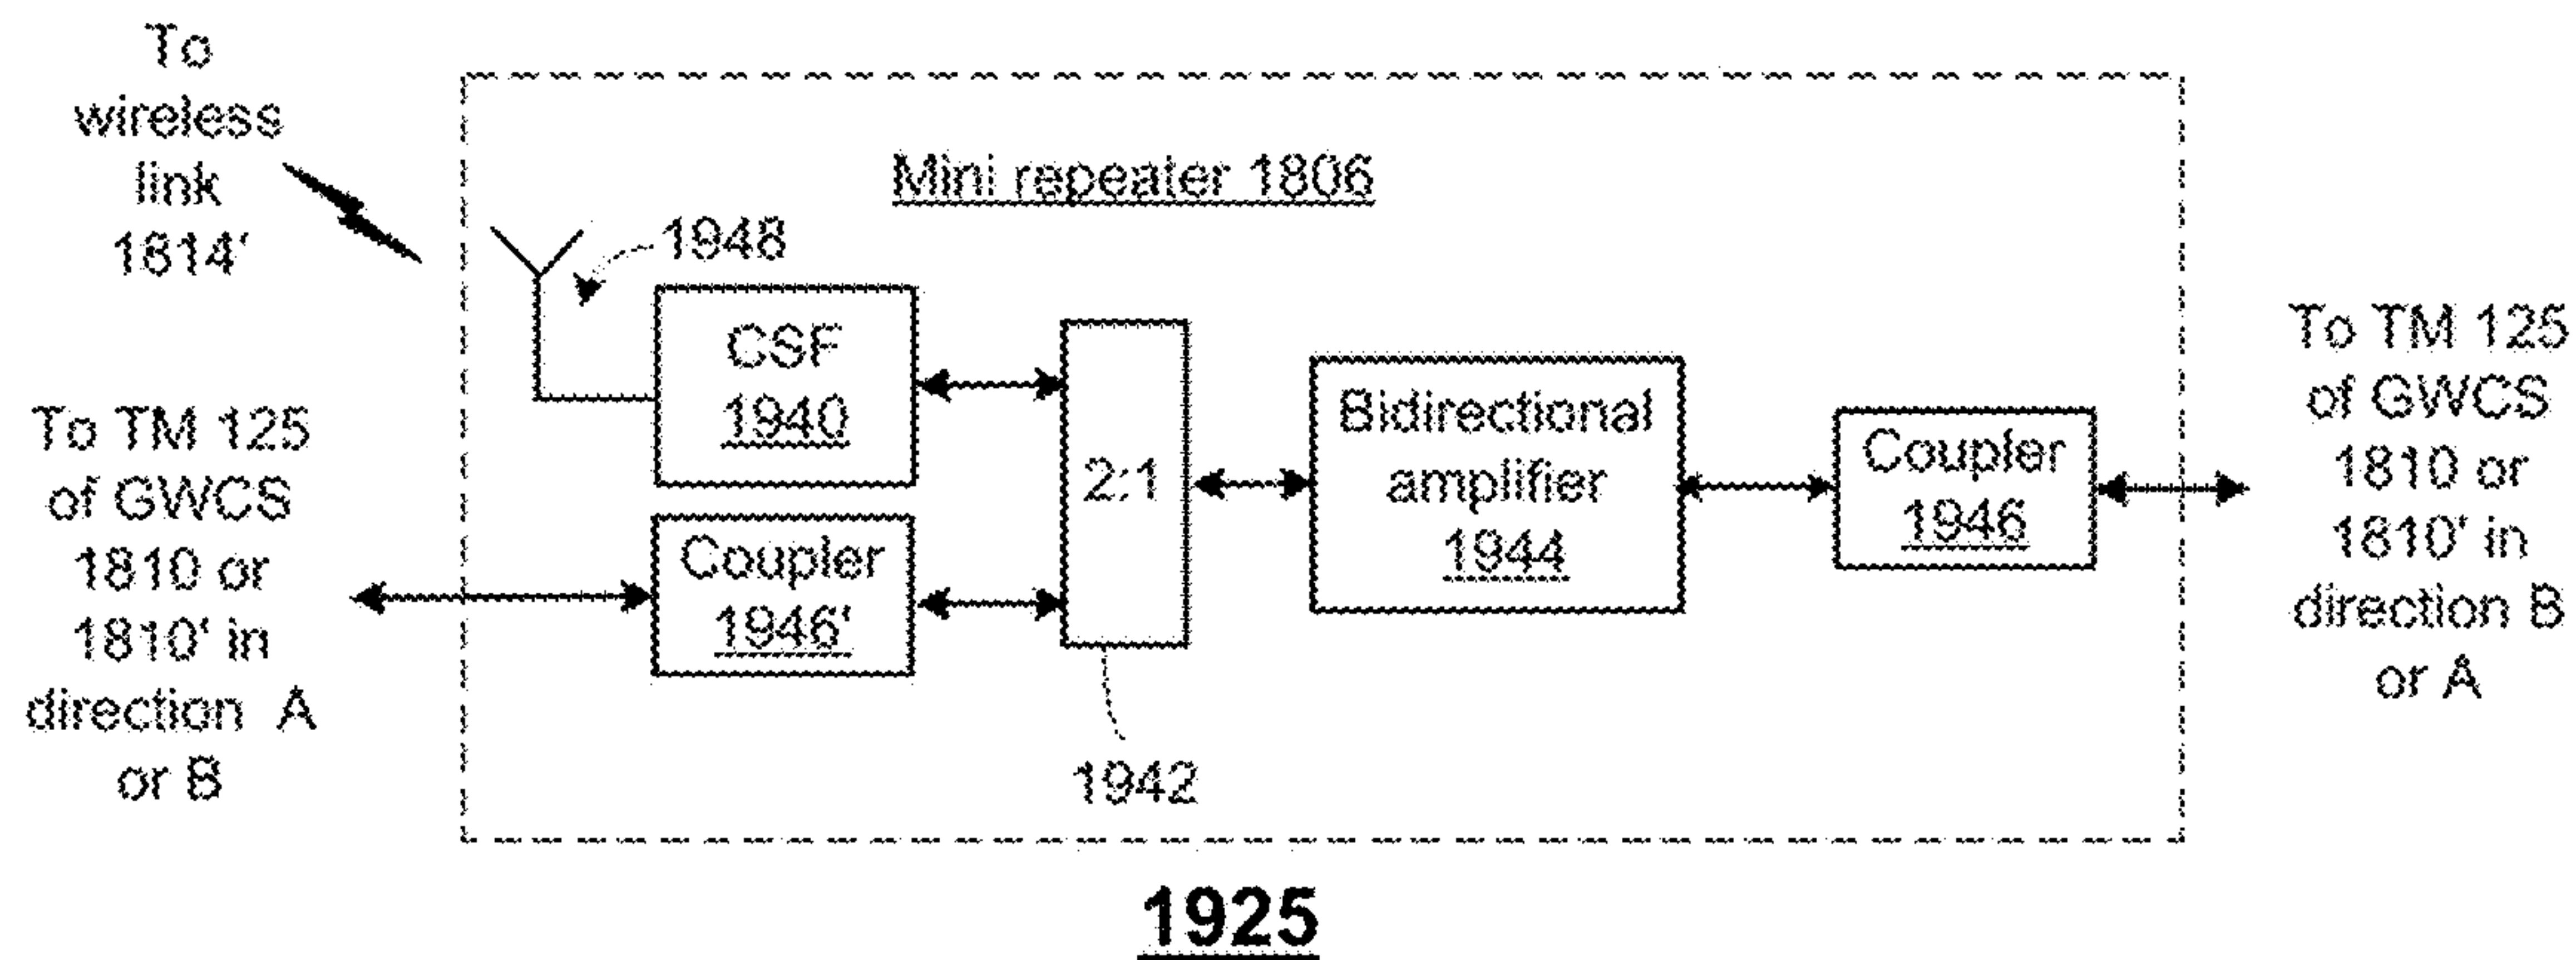 To
wireless
link
1814'
Mini repeater 1806
1948
CSF
1940
To TM 125
of GWCS
1810 or
1810' in
direction A
or B
Coupler
1946'
2:1
1942
Bidirectional
amplifier
1944
Coupler
1946
To TM 125
of GWCS
1810 or
1810' in
direction B
or A
1925